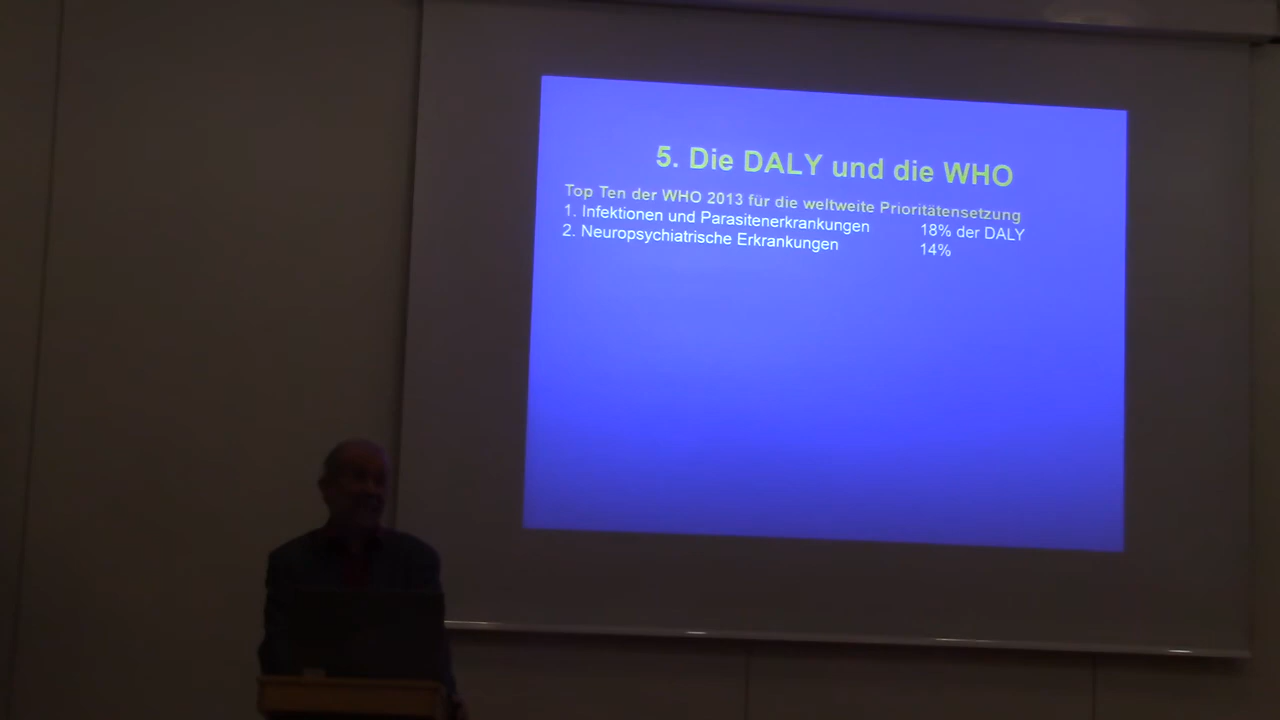 5. Die DALY und die WHO
Top Ten der WHO 2013 für die weltweite Prioritätensetzung
1. Infektionen und Parasitenerkrankungen 18% der DALY
2. Neuropsychiatrische Erkrankungen 14%